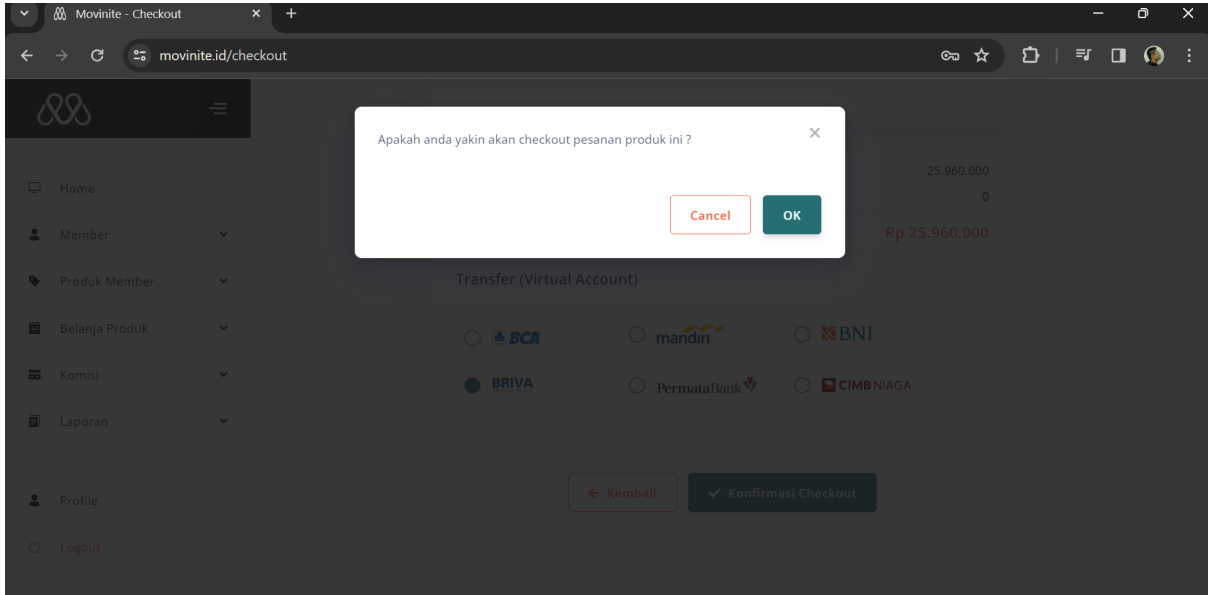 Movinite - Checkout
movinite.id/checkout
Apakah anda yakin akan checkout pesanan produk ini ?
Cancel
OK
Home
Member
Produk Member
Belanja Produk
Komisi
Laporan
Profile
Logout
25.960.000
0
Rp 25.960.000
Transfer (Virtual Account)
BCA
mandiri
BNI
BRIVA
PermataBank
CIMB NIAGA
Kembali
Konfirmasi Checkout